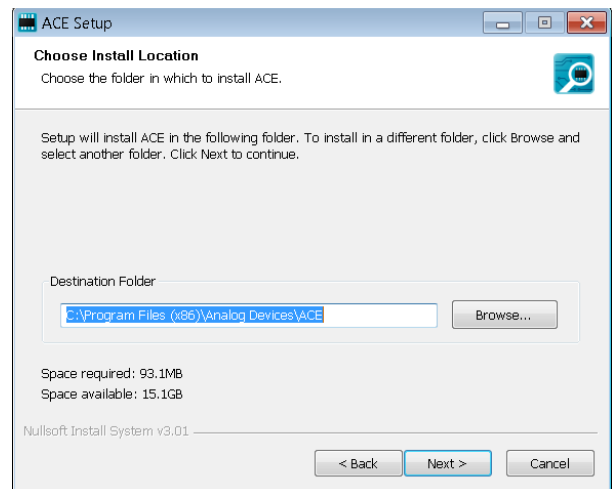 ACE Setup
Choose Install Location
Choose the folder in which to install ACE.
Setup will install ACE in the following folder. To install in a different folder, click Browse and
select another folder. Click Next to continue.
Destination Folder
C:\Program Files (x86)\Analog Devices\ACE
Browse...
Space required: 93.1MB
Space available: 15.1GB
Nullsoft Install System v3.01
< Back
Next >
Cancel